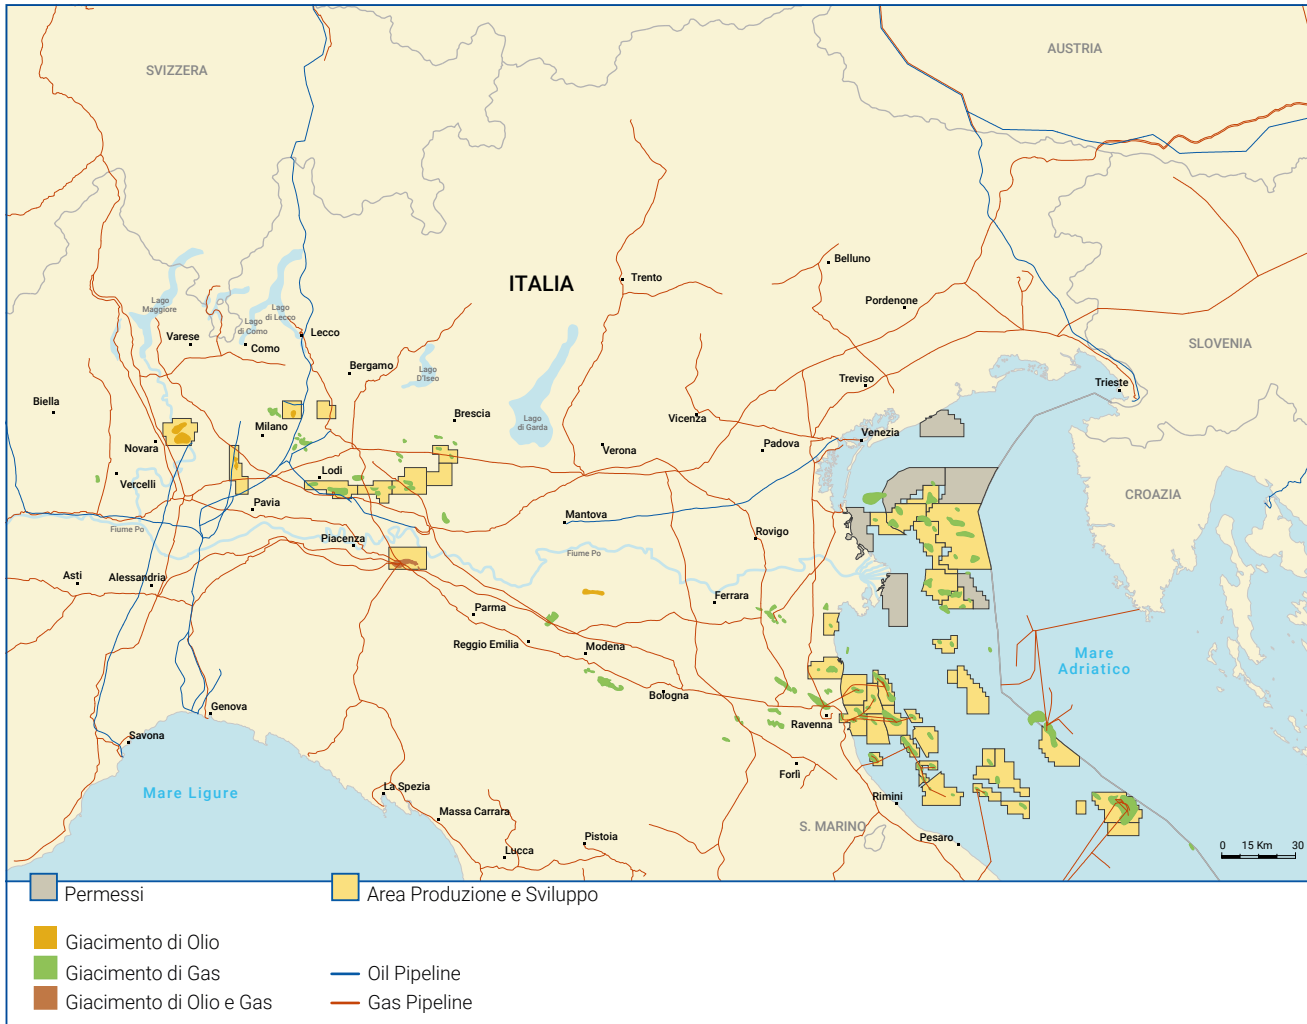 SVIZZERA
AUSTRIA
ITALIA
Trento
Belluno
Pordenone
Lago
Maggiore
Lago
di Como
Lago
di Lecco
Varese
Como
Lecco
Bergamo
Lago
D'Iseo
SLOVENIA
Trieste
Treviso
Biella
Milano
Brescia
Lago
di Garda
Vicenza
Verona
Padova
Venezia
Novara
Vercelli
Lodi
Pavia
CROAZIA
Fiume Po
Piacenza
Mantova
Fiume Po
Rovigo
Asti
Alessandria
Parma
Ferrara
Reggio Emilia
Modena
Mare
Adriatico
Bologna
Genova
Ravenna
Savona
Forlì
Mare Ligure
La Spezia
Massa Carrara
Rimini
S. MARINO
Pistoia
Pesaro
Lucca
0 15 Km 30
Permessi
Area Produzione e Sviluppo
Giacimento di Olio
Giacimento di Gas
Oil Pipeline
Giacimento di Olio e Gas
Gas Pipeline